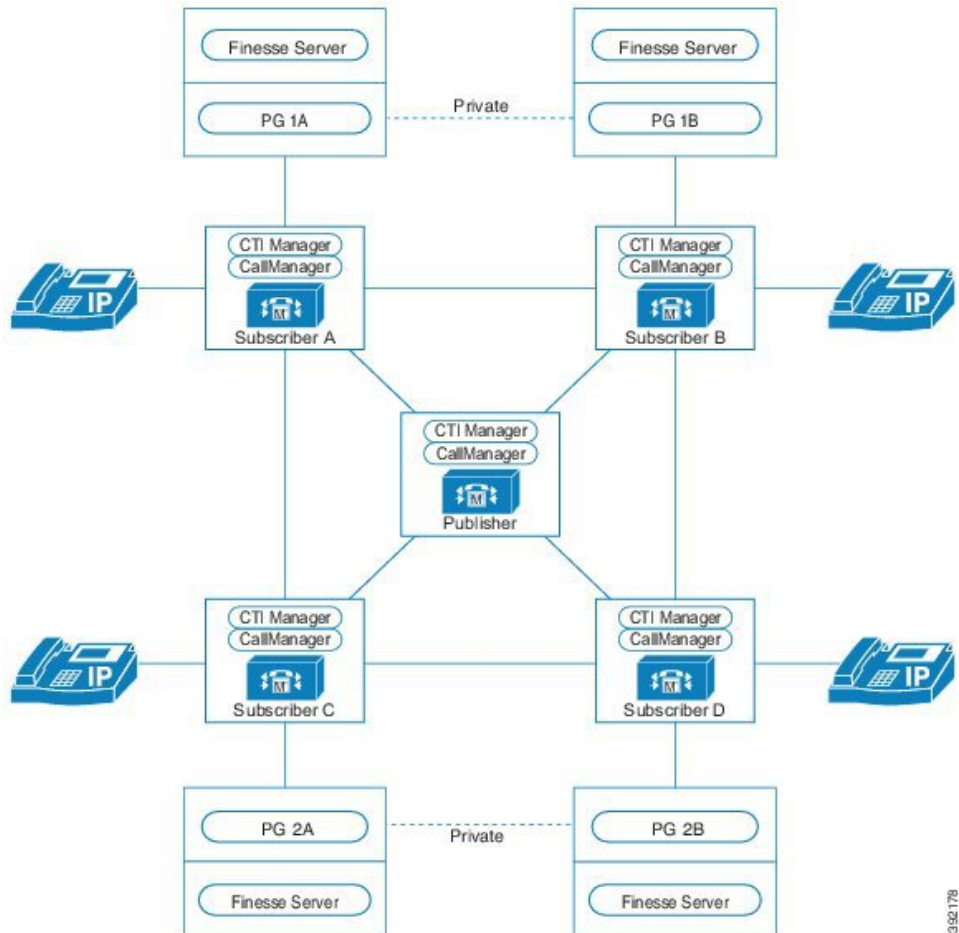 Finesse Server
Finesse Server
PG 1A
Private
PG 1B
CTI Manager
CallManager
M
Subscriber A
CTI Manager
CallManager
M
Subscriber B
IP
IP
CTI Manager
CallManager
M
Publisher
CTI Manager
CallManager
M
Subscriber C
CTI Manager
CallManager
M
Subscriber D
IP
IP
PG 2A
Private
PG 2B
Finesse Server
Finesse Server
392178